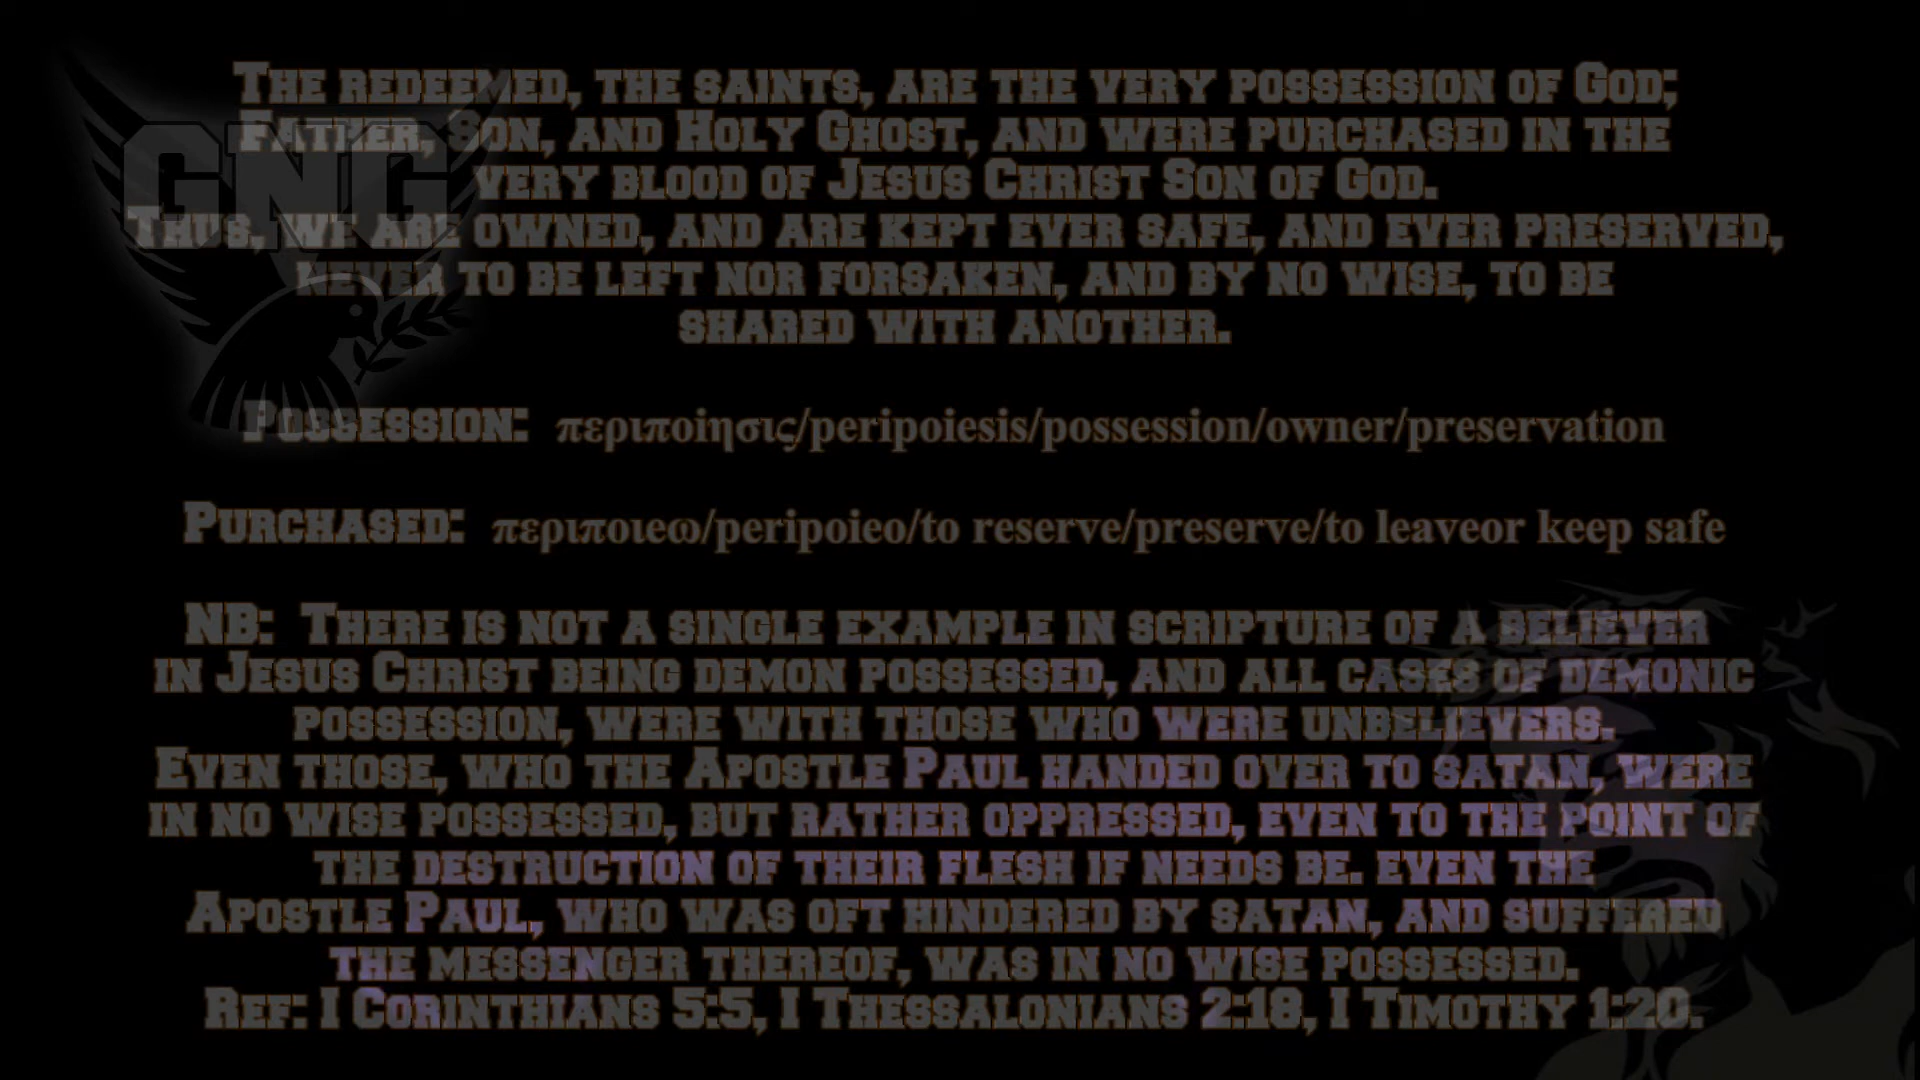 GNG
The redeemed, the saints, are the very possession of God;
Father, Son, and Holy Ghost, and were purchased in the
very blood of Jesus Christ Son of God.
Thus, we are owned, and are kept ever safe, and ever preserved,
never to be left nor forsaken, and by no wise, to be
shared with another.
Possession: περιποίησις/peripoiesis/possession/owner/preservation
Purchased: περιποιεω/peripoieo/to reserve/preserve/to leaveor keep safe
NB: There is not a single example in scripture of a believer
in Jesus Christ being demon possessed, and all cases of demonic
possession, were with those who were unbelievers.
Even those, who the Apostle Paul handed over to satan, were
in no wise possessed, but rather oppressed, even to the point of
the destruction of their flesh if needs be. even the
Apostle Paul, who was oft hindered by satan, and suffered
the messenger thereof, was in no wise possessed.
Ref: I Corinthians 5:5, I Thessalonians 2:18, I Timothy 1:20.